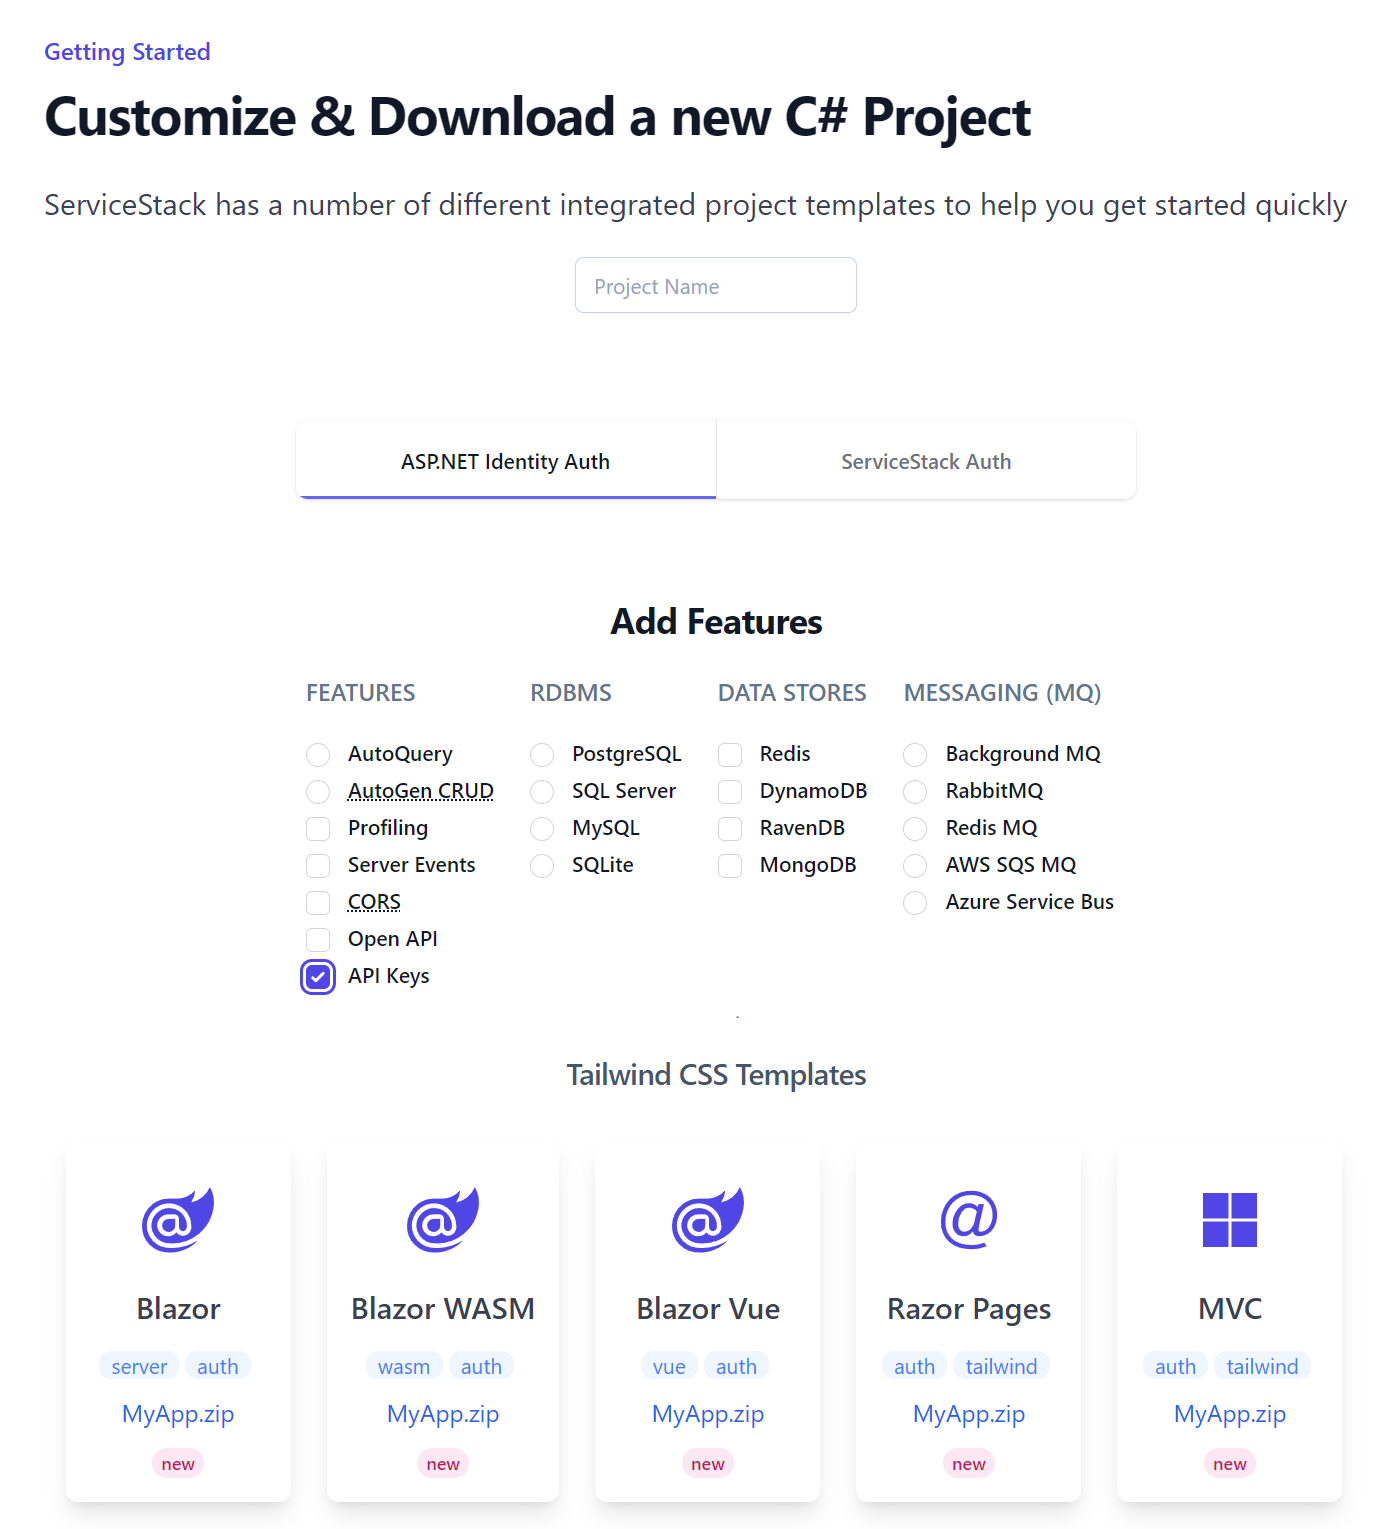 Getting Started
Customize & Download a new C# Project
ServiceStack has a number of different integrated project templates to help you get started quickly
Project Name
ASP.NET Identity Auth
ServiceStack Auth
Add Features
FEATURES
AutoQuery
AutoGen CRUD
Profiling
Server Events
CORS
Open API
API Keys
RDBMS
PostgreSQL
SQL Server
MySQL
SQLite
DATA STORES
Redis
DynamoDB
RavenDB
MongoDB
MESSAGING (MQ)
Background MQ
RabbitMQ
Redis MQ
AWS SQS MQ
Azure Service Bus
Tailwind CSS Templates
Blazor
server auth
MyApp.zip
new
Blazor WASM
wasm auth
MyApp.zip
new
Blazor Vue
vue auth
MyApp.zip
new
Razor Pages
auth tailwind
MyApp.zip
new
MVC
auth tailwind
MyApp.zip
new